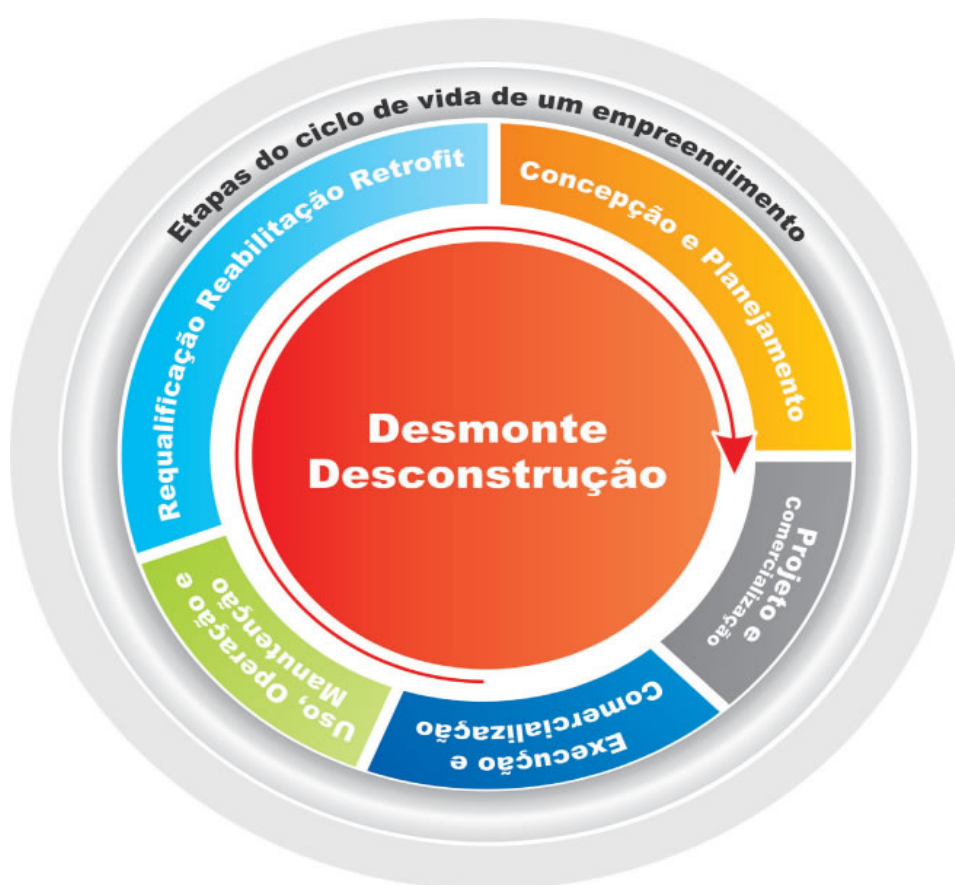 Etapas do ciclo de vida de um empreendimento
Concepção e Planejamento
Projeto e
Comercialização
Execução e
Comercialização
Uso, Operação e
Manutenção
Requalificação Reabilitação Retrofit
Desmonte
Desconstrução